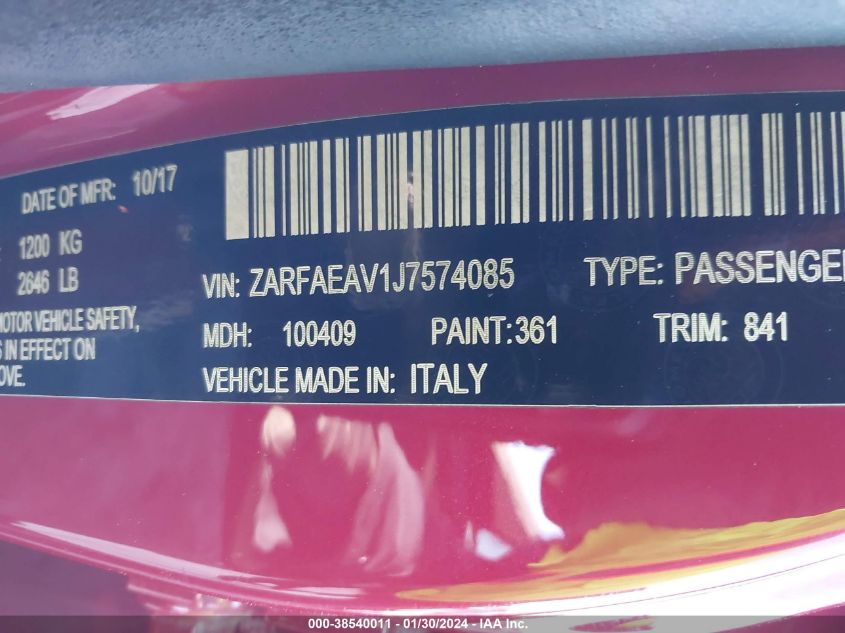 DATE OF MFR: 10/17
1200 KG
2646 LB
MOTOR VEHICLE SAFETY,
IN EFFECT ON
VIN: ZARFAEAV1J7574085 TYPE: PASSENGER
MDH: 100409 PAINT:361 TRIM: 841
VEHICLE MADE IN: ITALY
000-38540011 — 01/30/2024 — IAA Inc.